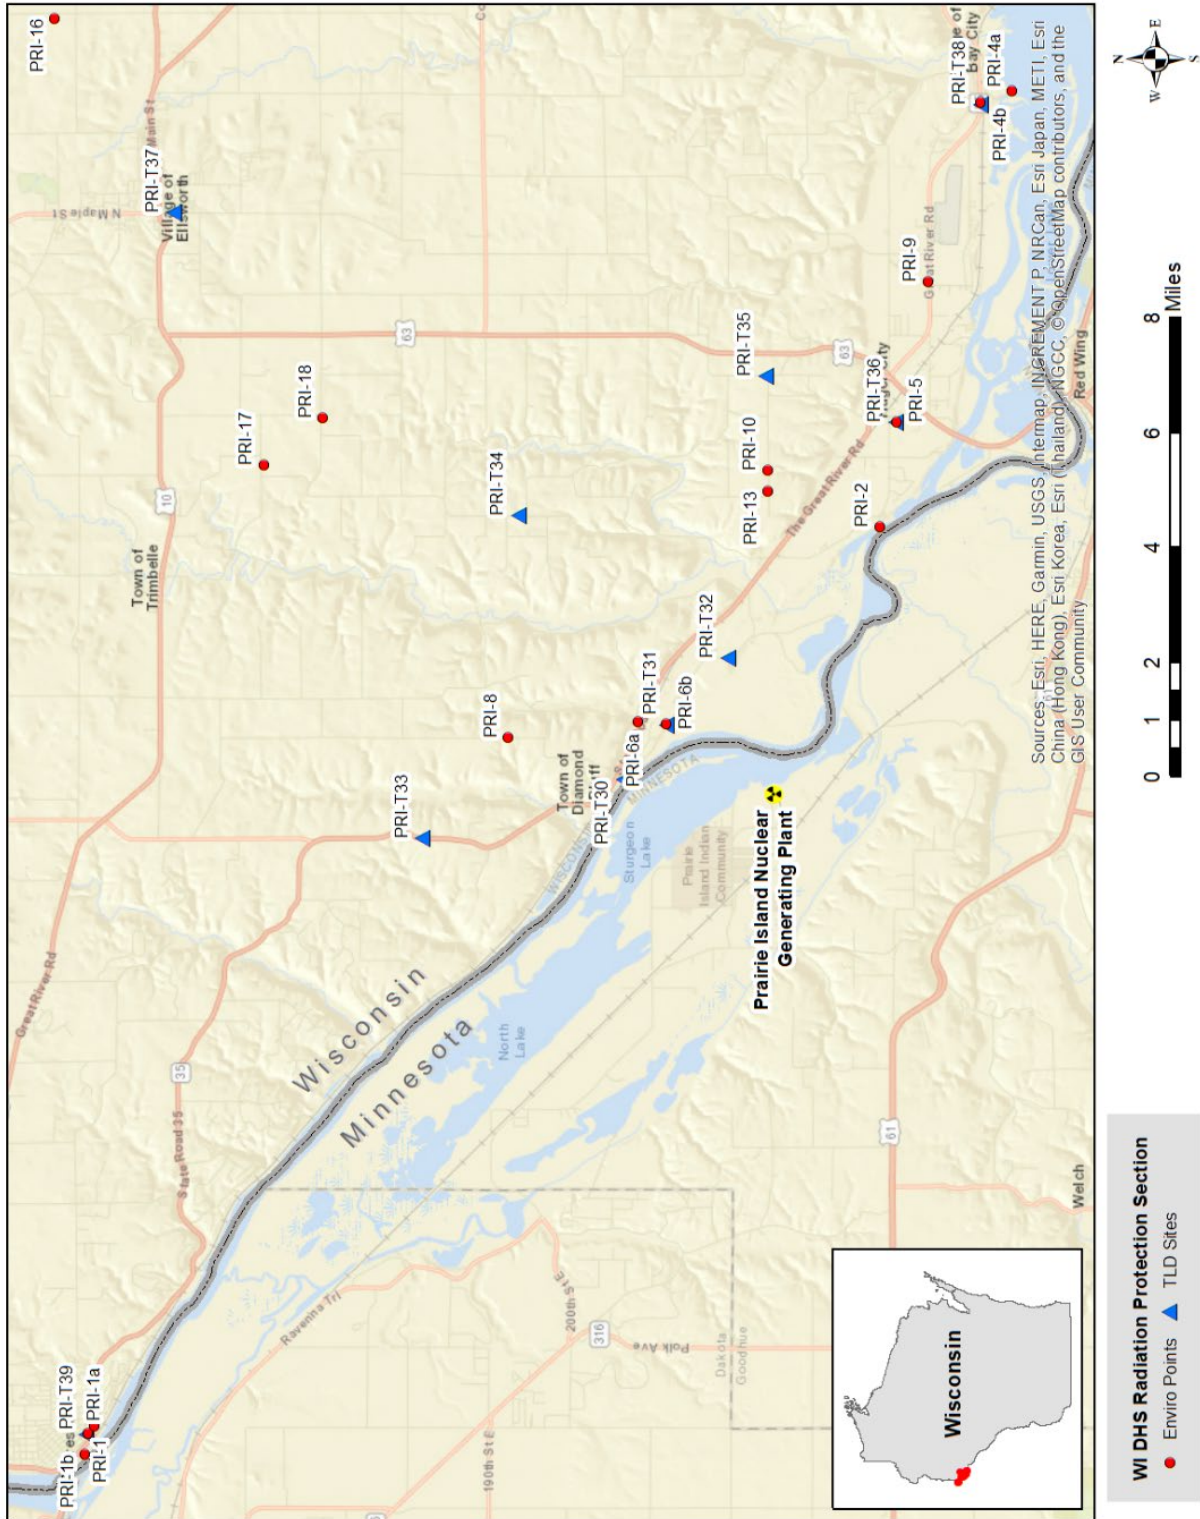 PRI-16
Great River Rd
PRI-1b
PRI-T39
PRI-1a
PRI-1
N Maple St
Main St
PRI-T37
Village of
Ellsworth
Town of
Trimbelle
10
State Road 35
35
PRI-17
PRI-18
Ravenna Trl
Wisconsin
Minnesota
PRI-T33
63
PRI-8
PRI-T34
190th St E
North
Lake
200th St E
Town of
Diamond
WISCONSIN
MINNESOTA
316
PRI-T30
PRI-6a
PRI-T31
PRI-6b
Sturgeon
Lake
Polk Ave
Prairie
Island Indian
Community
PRI-T32
Dakota
Goodhue
PRI-13
PRI-10
PRI-T35
Prairie Island Nuclear
Generating Plant
The Great River Rd
63
PRI-2
PRI-T36
City
PRI-5
61
PRI-9
Great River Rd
PRI-T38
Bay City
PRI-4a
PRI-4b
Red Wing
Welch
Wisconsin
Sources: Esri, HERE, Garmin, USGS, Intermap, INCREMENT P, NRCan, Esri Japan, METI, Esri
China (Hong Kong), Esri Korea, Esri (Thailand), NGCC, © OpenStreetMap contributors, and the
GIS User Community
WI DHS Radiation Protection Section
Enviro Points
TLD Sites
0 1 2 4 6 8
Miles
N
W E
S